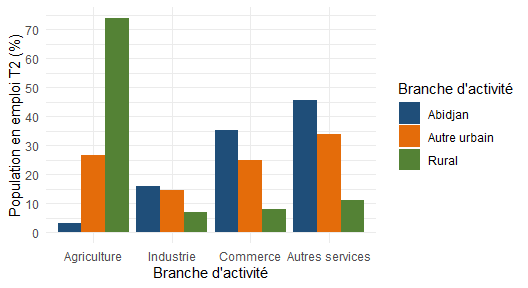 Population en emploi T2 (%)
70
60
50
40
30
20
10
0
Agriculture
Industrie
Commerce
Autres services
Branche d'activité
Branche d'activité
Abidjan
Autre urbain
Rural